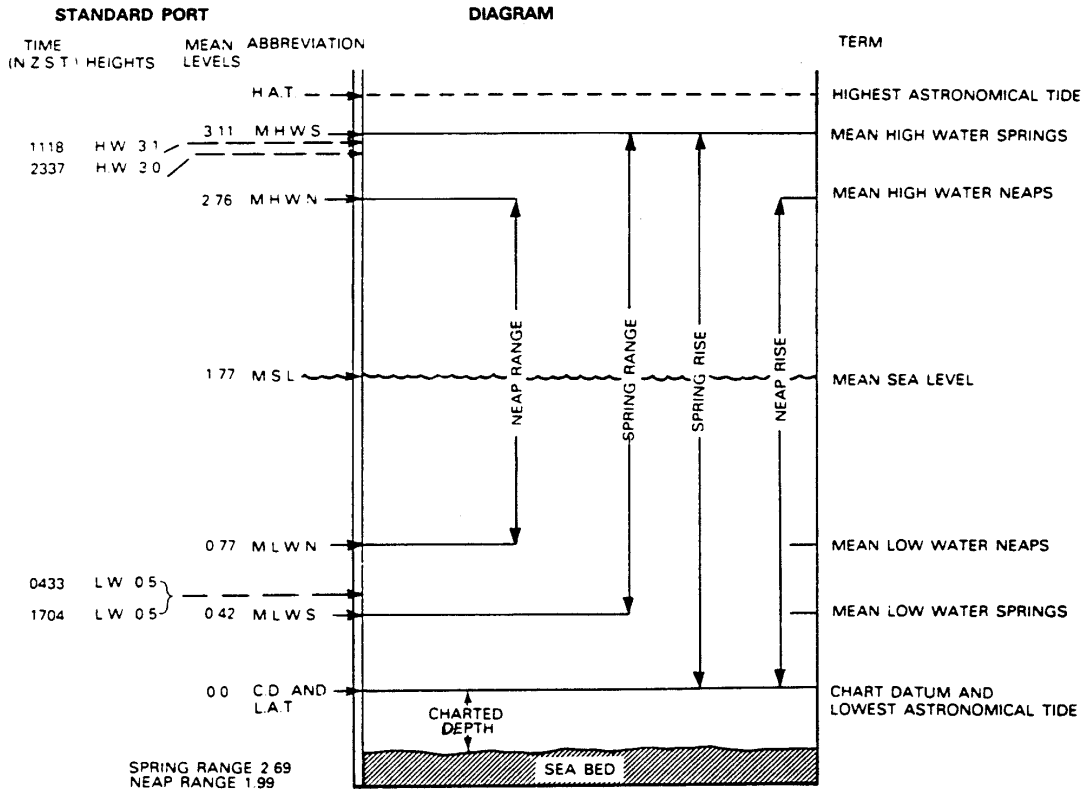 STANDARD PORT
DIAGRAM
TIME
(N Z S T) HEIGHTS
MEAN
LEVELS
ABBREVIATION
TERM
H.A.T.
HIGHEST ASTRONOMICAL TIDE
3.11 M H W S
MEAN HIGH WATER SPRINGS
1118 H.W 3.1
2337 H.W 3.0
2.76 M H W N
MEAN HIGH WATER NEAPS
NEAP RANGE
SPRING RANGE
SPRING RISE
NEAP RISE
1.77 M S L
MEAN SEA LEVEL
0.77 M L W N
MEAN LOW WATER NEAPS
0433 L W 0.5
1704 L W 0.5
0.42 M L W S
MEAN LOW WATER SPRINGS
0.0 C.D. AND
L.A.T
CHART DATUM AND
LOWEST ASTRONOMICAL TIDE
CHARTED
DEPTH
SEA BED
SPRING RANGE 2.69
NEAP RANGE 1.99